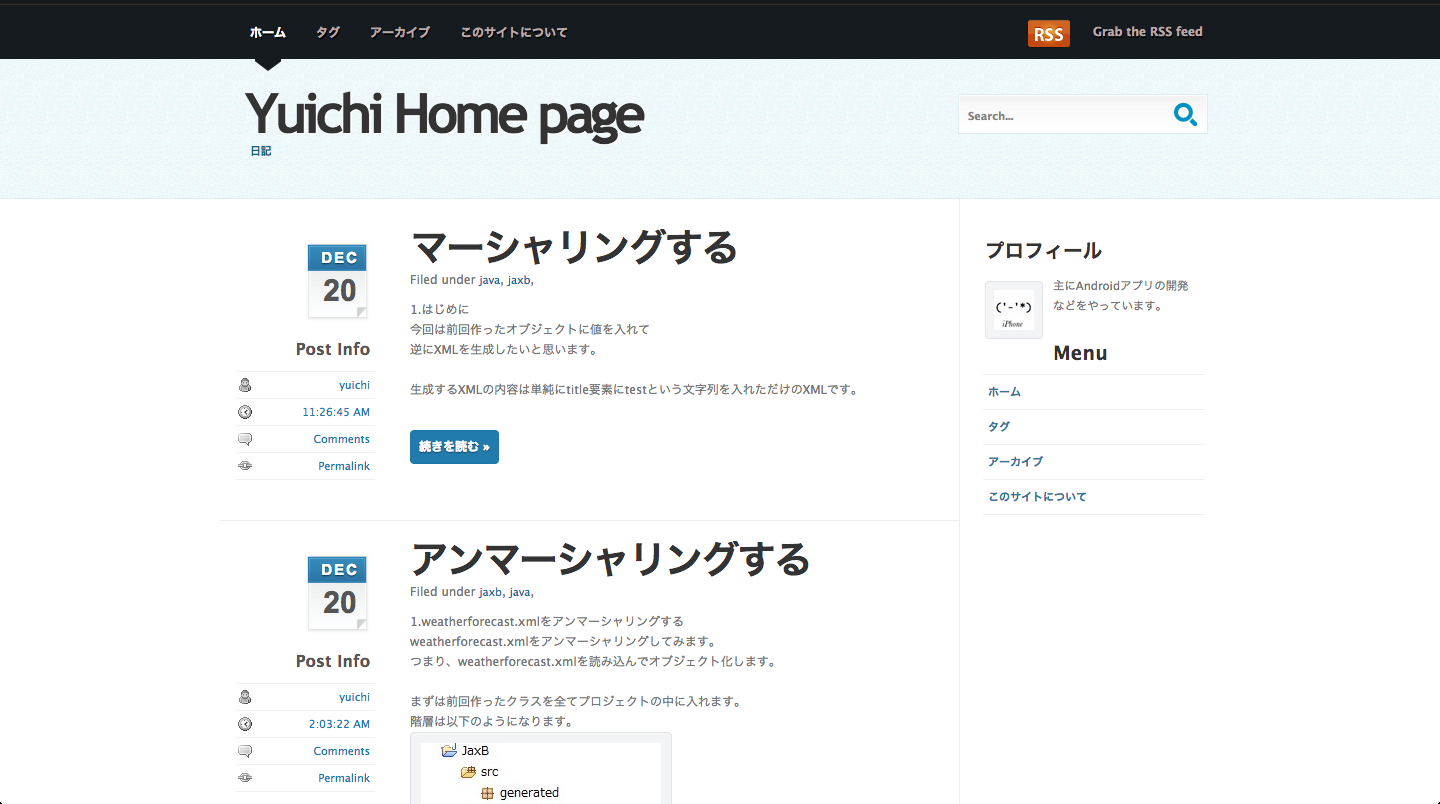 ホーム タグ アーカイブ このサイトについて RSS Grab the RSS feed
Yuichi Home page
日記
Search...
DEC
20
マーシャリングする
Filed under java, jaxb,
1.はじめに
今回は前回作ったオブジェクトに値を入れて
逆にXMLを生成したいと思います。
生成するXMLの内容は単純にtitle要素にtestという文字列を入れただけのXMLです。
続きを読む »
Post Info
yuichi
11:26:45 AM
Comments
Permalink
DEC
20
アンマーシャリングする
Filed under jaxb, java,
1.weatherforecast.xmlをアンマーシャリングする
weatherforecast.xmlをアンマーシャリングしてみます。
つまり、weatherforecast.xmlを読み込んでオブジェクト化します。
まずは前回作ったクラスを全てプロジェクトの中に入れます。
階層は以下のようになります。
JaxB
src
generated
Post Info
yuichi
2:03:22 AM
Comments
Permalink
プロフィール
('-'*)
iPhone
主にAndroidアプリの開発
などをやっています。
Menu
ホーム
タグ
アーカイブ
このサイトについて